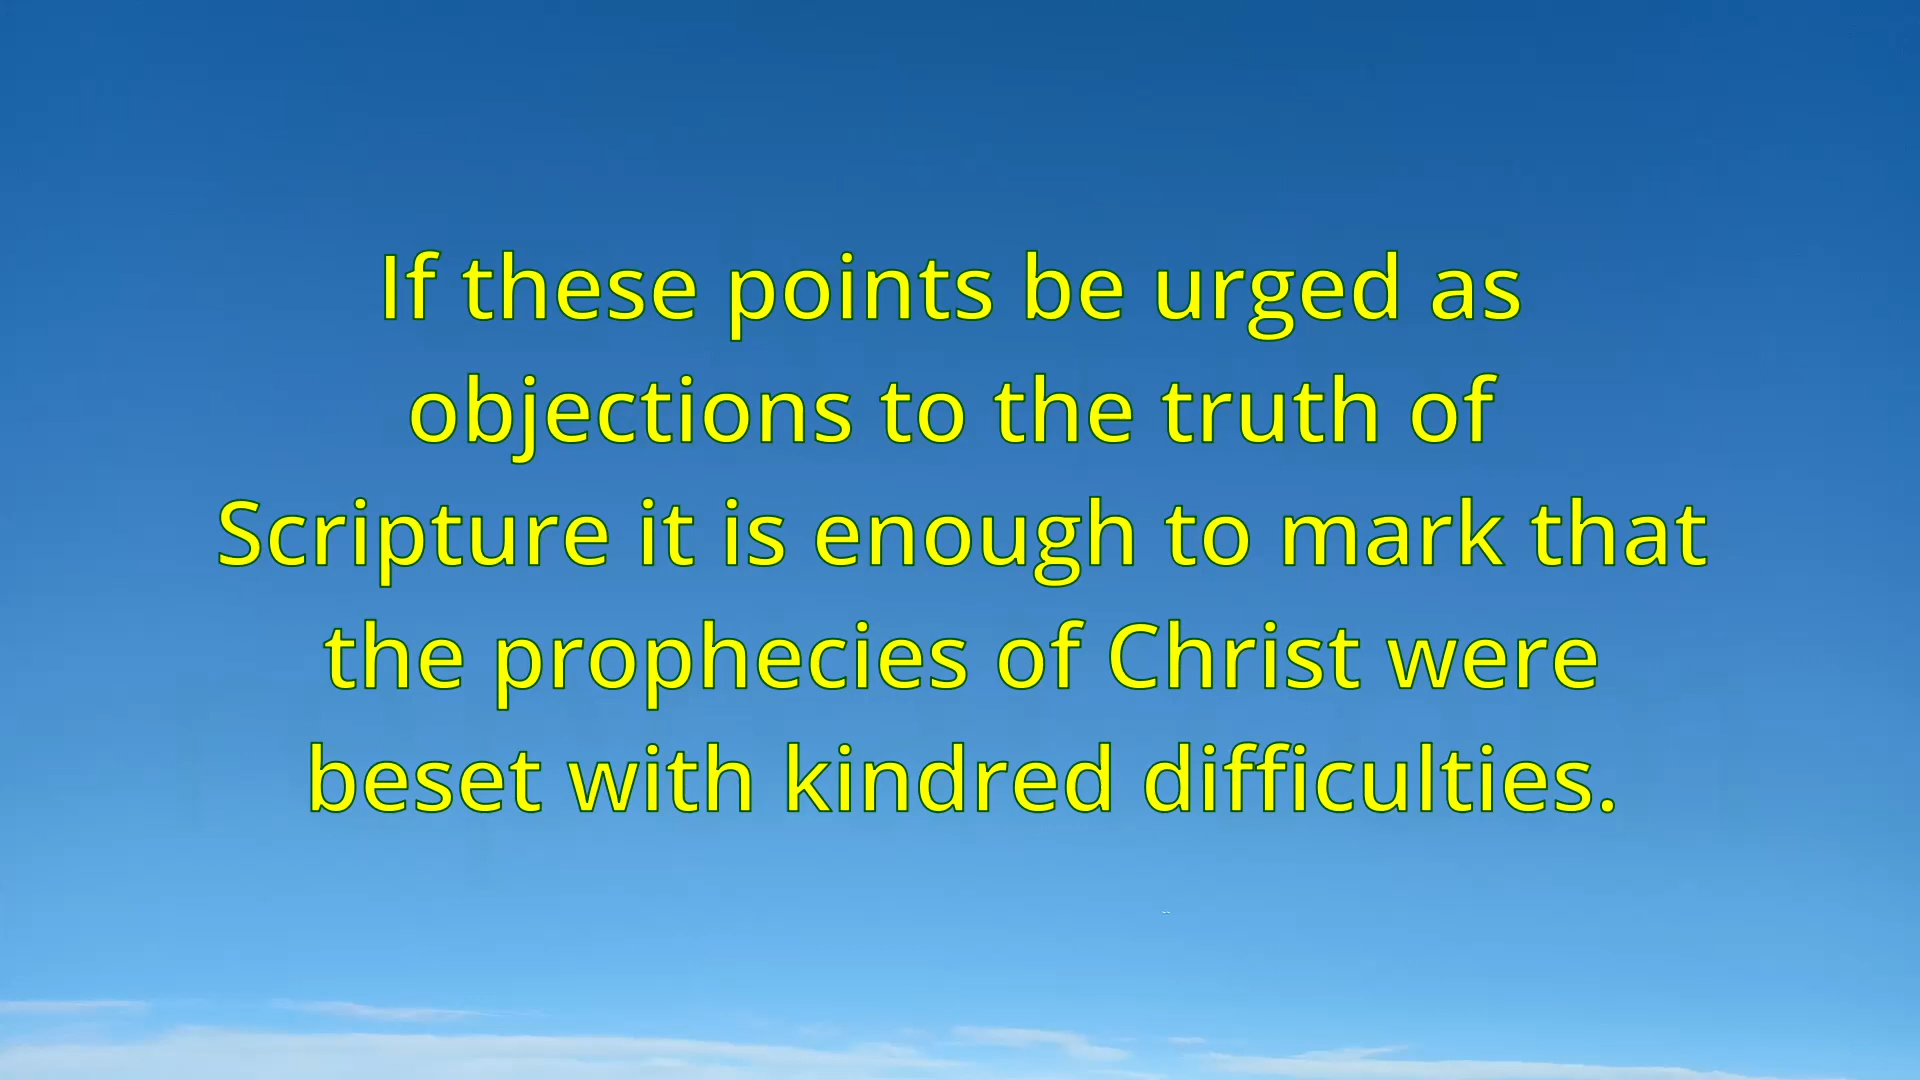 If these points be urged as
objections to the truth of
Scripture it is enough to mark that
the prophecies of Christ were
beset with kindred difficulties.